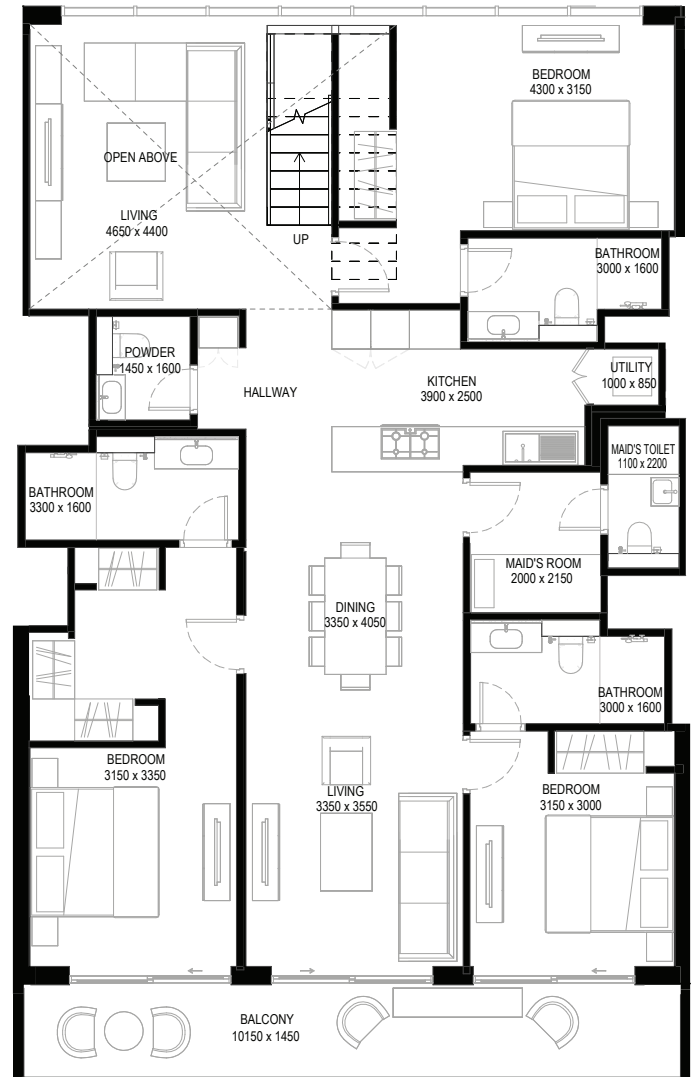 BEDROOM
4300 x 3150
OPEN ABOVE
LIVING
4650 x 4400
UP
BATHROOM
3000 x 1600
POWDER
1450 x 1600
HALLWAY
KITCHEN
3900 x 2500
UTILITY
1000 x 850
MAID'S TOILET
1100 x 2200
BATHROOM
3300 x 1600
MAID'S ROOM
2000 x 2150
DINING
3350 x 4050
BATHROOM
3000 x 1600
BEDROOM
3150 x 3350
LIVING
3350 x 3550
BEDROOM
3150 x 3000
BALCONY
10150 x 1450